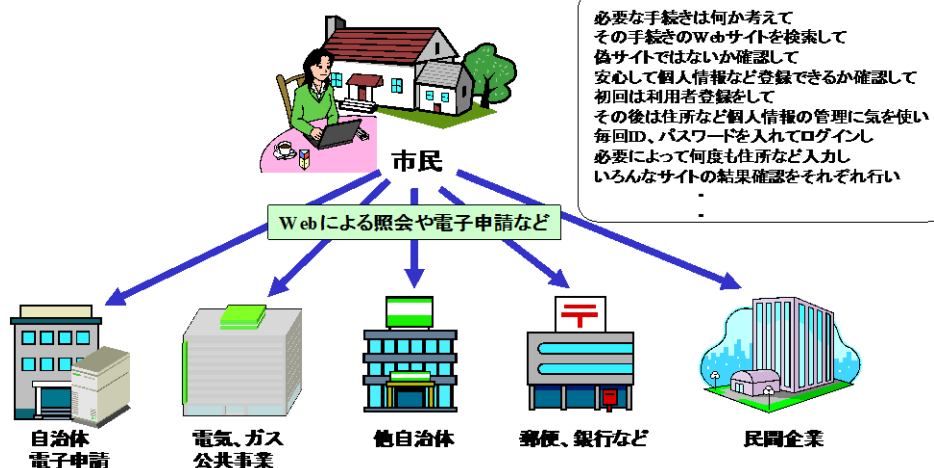 必要な手続きは何か考えて
その手続きのWebサイトを検索して
偽サイトではないか確認して
安心して個人情報など登録できるか確認して
初回は利用者登録をして
その後は住所など個人情報の管理に気を使い
毎回ID、パスワードを入れてログインし
必要によって何度も住所など入力し
いろんなサイトの結果確認をそれぞれ行い
-
-
市民
Webによる照会や電子申請など
自治体
電子申請
電気、ガス
公共事業
他自治体
郵便、銀行など
民間企業